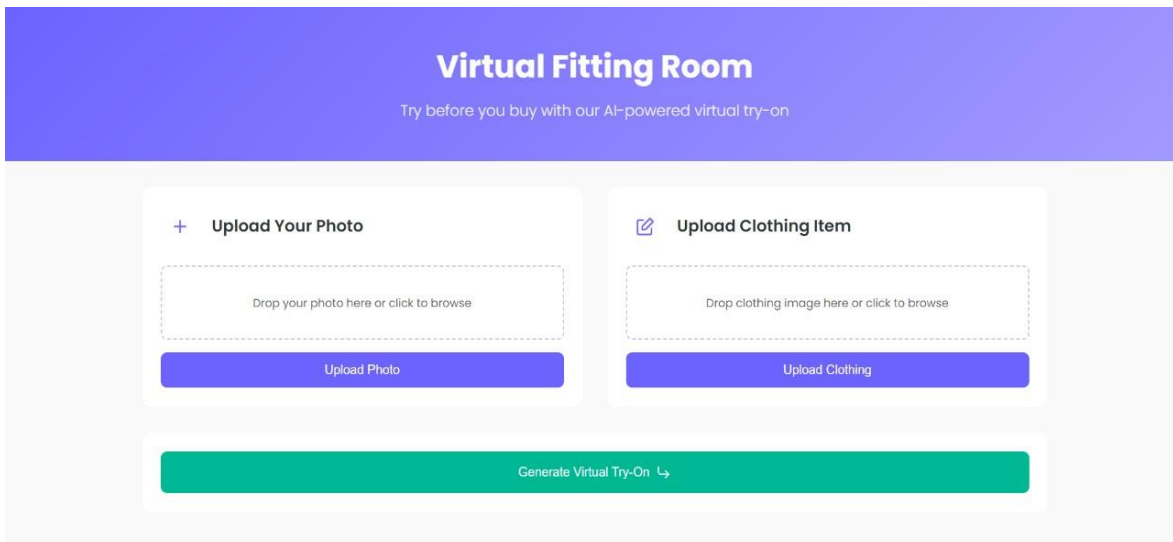 Virtual Fitting Room
Try before you buy with our AI-powered virtual try-on
Upload Your Photo
Drop your photo here or click to browse
Upload Photo
Upload Clothing Item
Drop clothing image here or click to browse
Upload Clothing
Generate Virtual Try-On